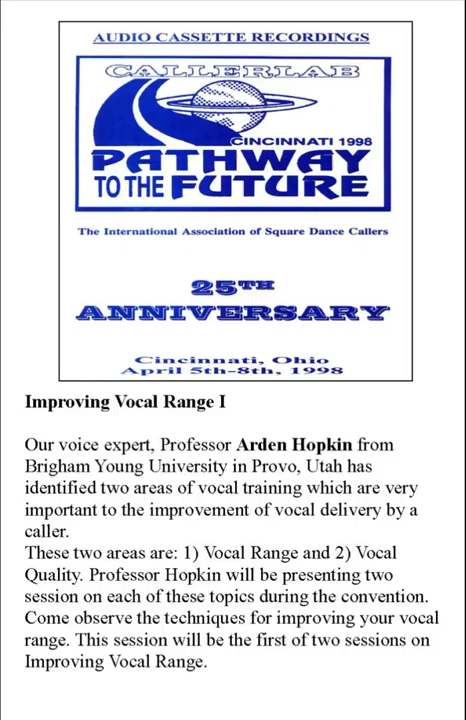 AUDIO CASSETTE RECORDINGS
CALLERLAB
CINCINNATI 1998
PATHWAY
TO THE FUTURE
The International Association of Square Dance Callers
25TH
ANNIVERSARY
Cincinnati, Ohio
April 5th-8th, 1998
Improving Vocal Range I
Our voice expert, Professor Arden Hopkin from
Brigham Young University in Provo, Utah has
identified two areas of vocal training which are very
important to the improvement of vocal delivery by a
caller.
These two areas are: 1) Vocal Range and 2) Vocal
Quality. Professor Hopkin will be presenting two
session on each of these topics during the convention.
Come observe the techniques for improving your vocal
range. This session will be the first of two sessions on
Improving Vocal Range.